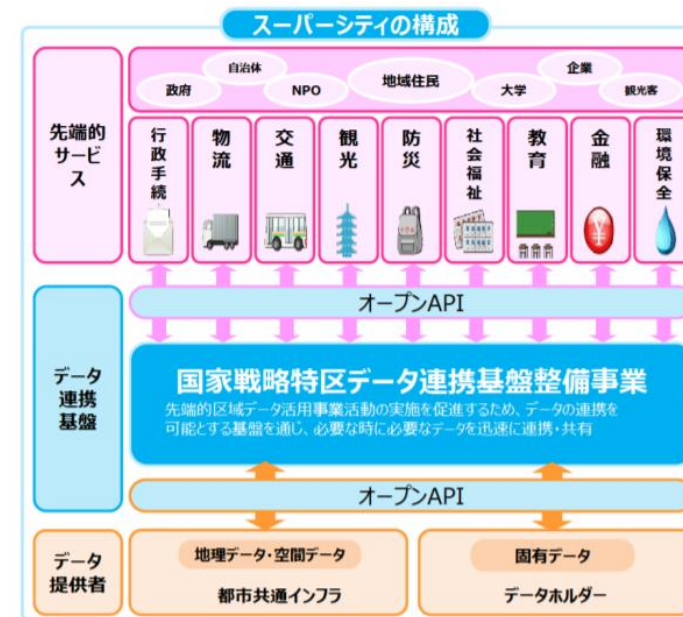 スーパーシティの構成
先端的
サービ
ス
自治体
企業
政府
NPO
地域住民
大学
観光客
行政手続
物流
交通
観光
防災
社会福祉
教育
金融
環境保全
¥
オープンAPI
データ
連携
基盤
国家戦略特区データ連携基盤整備事業
先端的区域データ活用事業活動の実施を促進するため、データの連携を
可能とする基盤を通じ、必要な時に必要なデータを迅速に連携・共有
オープンAPI
データ
提供者
地理データ・空間データ
都市共通インフラ
固有データ
データホルダー